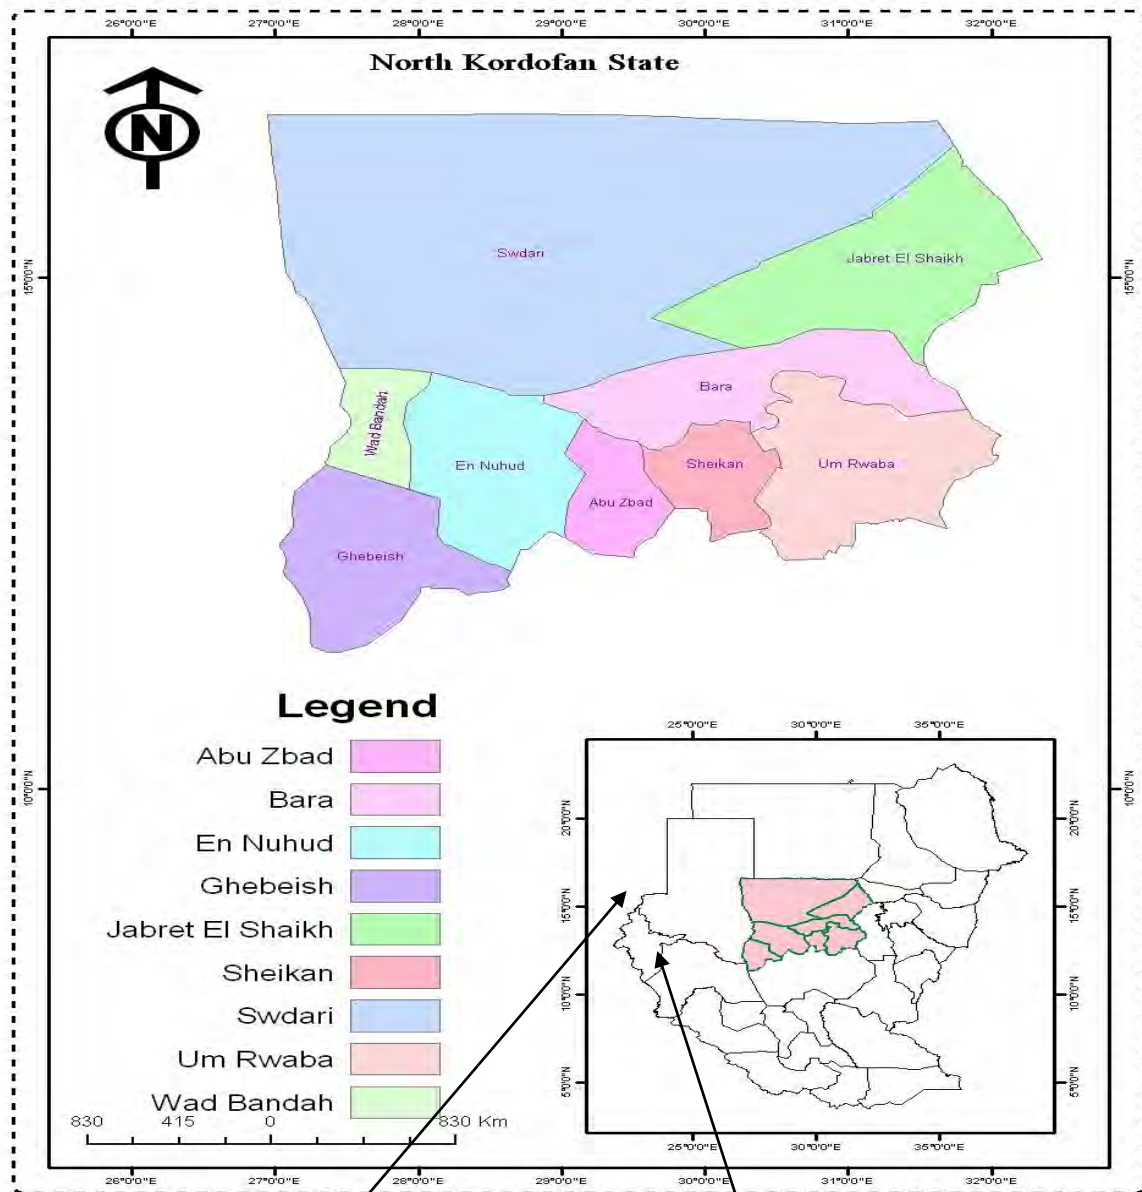 26°0'0"E 27°0'0"E 28°0'0"E 29°0'0"E 30°0'0"E 31°0'0"E 32°0'0"E
North Kordofan State
N
Swdari
Jabret El Shaikh
15°0'0"N 15°0'0"N
Bara
Wad Bandah
En Nuhud
Sheikan
Um Rwaba
Abu Zbad
Ghebeish
Legend
Abu Zbad
Bara
En Nuhud
Ghebeish
Jabret El Shaikh
Sheikan
Swdari
Um Rwaba
Wad Bandah
830 415 0 830 Km
10°0'0"N 10°0'0"N
25°0'0"E 30°0'0"E 35°0'0"E
20°0'0"N 20°0'0"N
15°0'0"N 15°0'0"N
10°0'0"N 10°0'0"N
5°0'0"N 5°0'0"N
25°0'0"E 30°0'0"E 35°0'0"E
26°0'0"E 27°0'0"E 28°0'0"E 29°0'0"E 30°0'0"E 31°0'0"E 32°0'0"E